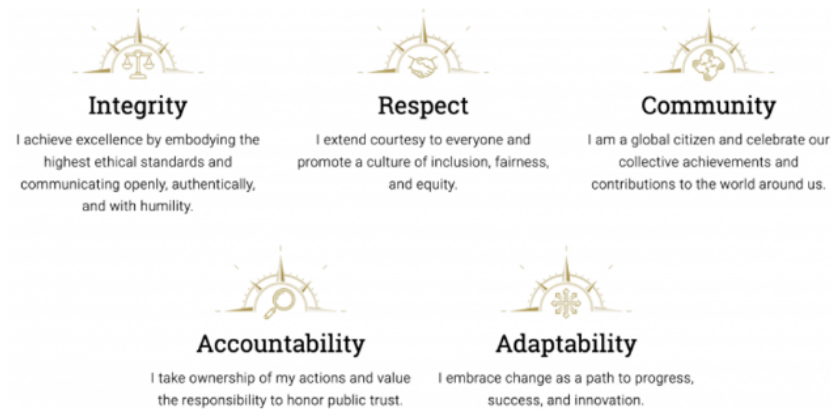 Integrity
I achieve excellence by embodying the
highest ethical standards and
communicating openly, authentically,
and with humility.
Respect
I extend courtesy to everyone and
promote a culture of inclusion, fairness,
and equity.
Community
I am a global citizen and celebrate our
collective achievements and
contributions to the world around us.
Accountability
I take ownership of my actions and value
the responsibility to honor public trust.
Adaptability
I embrace change as a path to progress,
success, and innovation.